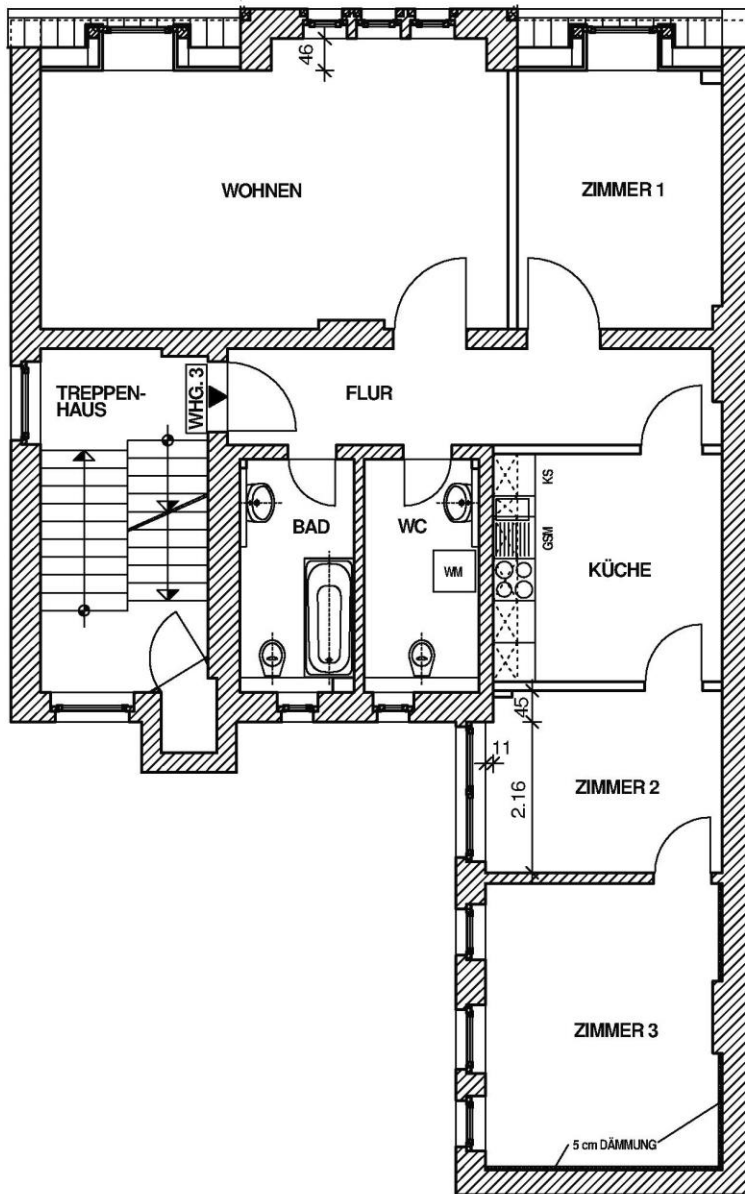 46
WOHNEN
ZIMMER 1
TREPPEN-
HAUS
WHG. 3
FLUR
BAD
WC
WM
KS
GSM
KÜCHE
45
11
2.16
ZIMMER 2
ZIMMER 3
5 cm DÄMMUNG